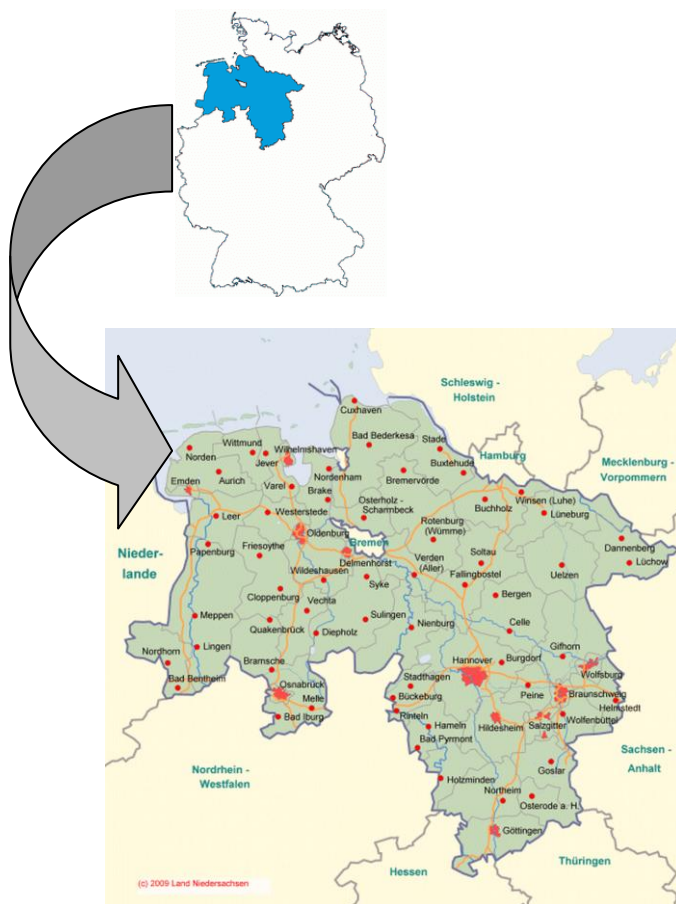 Schleswig -
Holstein
Cuxhaven
Bad Bederkesa
Stade
Hamburg
Mecklenburg -
Vorpommern
Wittmund
Wilhelmshaven
Norden
Jever
Buxtehude
Nordenham
Bremervörde
Emden
Aurich
Varel
Brake
Osterholz -
Scharmbeck
Winsen (Luhe)
Buchholz
Lüneburg
Leer
Westerstede
Oldenburg
Bremen
Rotenburg
(Wümme)
Dannenberg
Nieder-
lande
Papenburg
Friesoythe
Delmenhorst
Verden
(Aller)
Soltau
Lüchow
Wildeshausen
Syke
Fallingbostel
Uelzen
Cloppenburg
Vechta
Bergen
Meppen
Quakenbrück
Sulingen
Nienburg
Celle
Diepholz
Lingen
Nordhorn
Bramsche
Hannover
Burgdorf
Gifhorn
Wolfsburg
Bad Bentheim
Osnabrück
Stadthagen
Melle
Bückeburg
Peine
Braunschweig
Helmstedt
Bad Iburg
Rinteln
Hameln
Hildesheim
Salzgitter
Wolfenbüttel
Bad Pyrmont
Sachsen -
Anhalt
Nordrhein -
Westfalen
Holzminden
Goslar
Northeim
Osterode a. H.
Göttingen
Hessen
Thüringen
(c) 2009 Land Niedersachsen